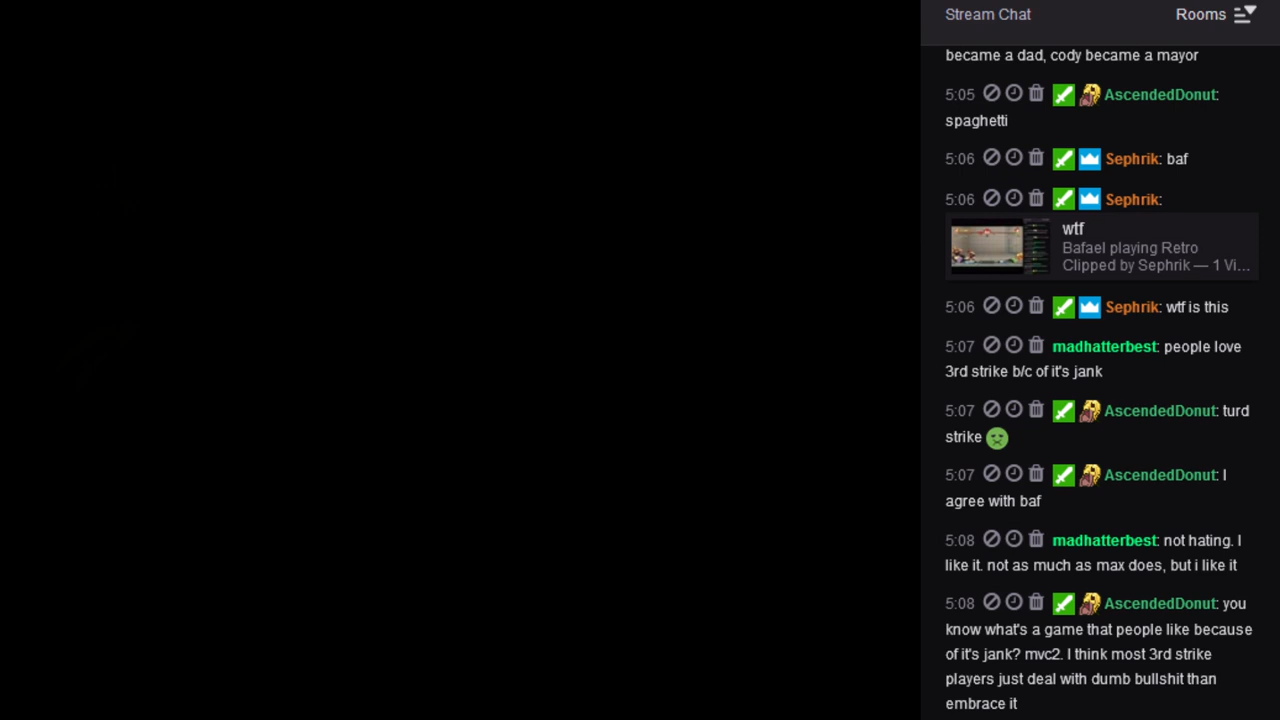 Stream Chat Rooms
became a dad, cody became a mayor
5:05 AscendedDonut:
spaghetti
5:06 Sephrik: baf
5:06 Sephrik:
wtf
Bafael playing Retro
Clipped by Sephrik — 1 Vi...
5:06 Sephrik: wtf is this
5:07 madhatterbest: people love
3rd strike b/c of it's jank
5:07 AscendedDonut: turd
strike
5:07 AscendedDonut: I
agree with baf
5:08 madhatterbest: not hating. I
like it. not as much as max does, but i like it
5:08 AscendedDonut: you
know what's a game that people like because
of it's jank? mvc2. I think most 3rd strike
players just deal with dumb bullshit than
embrace it